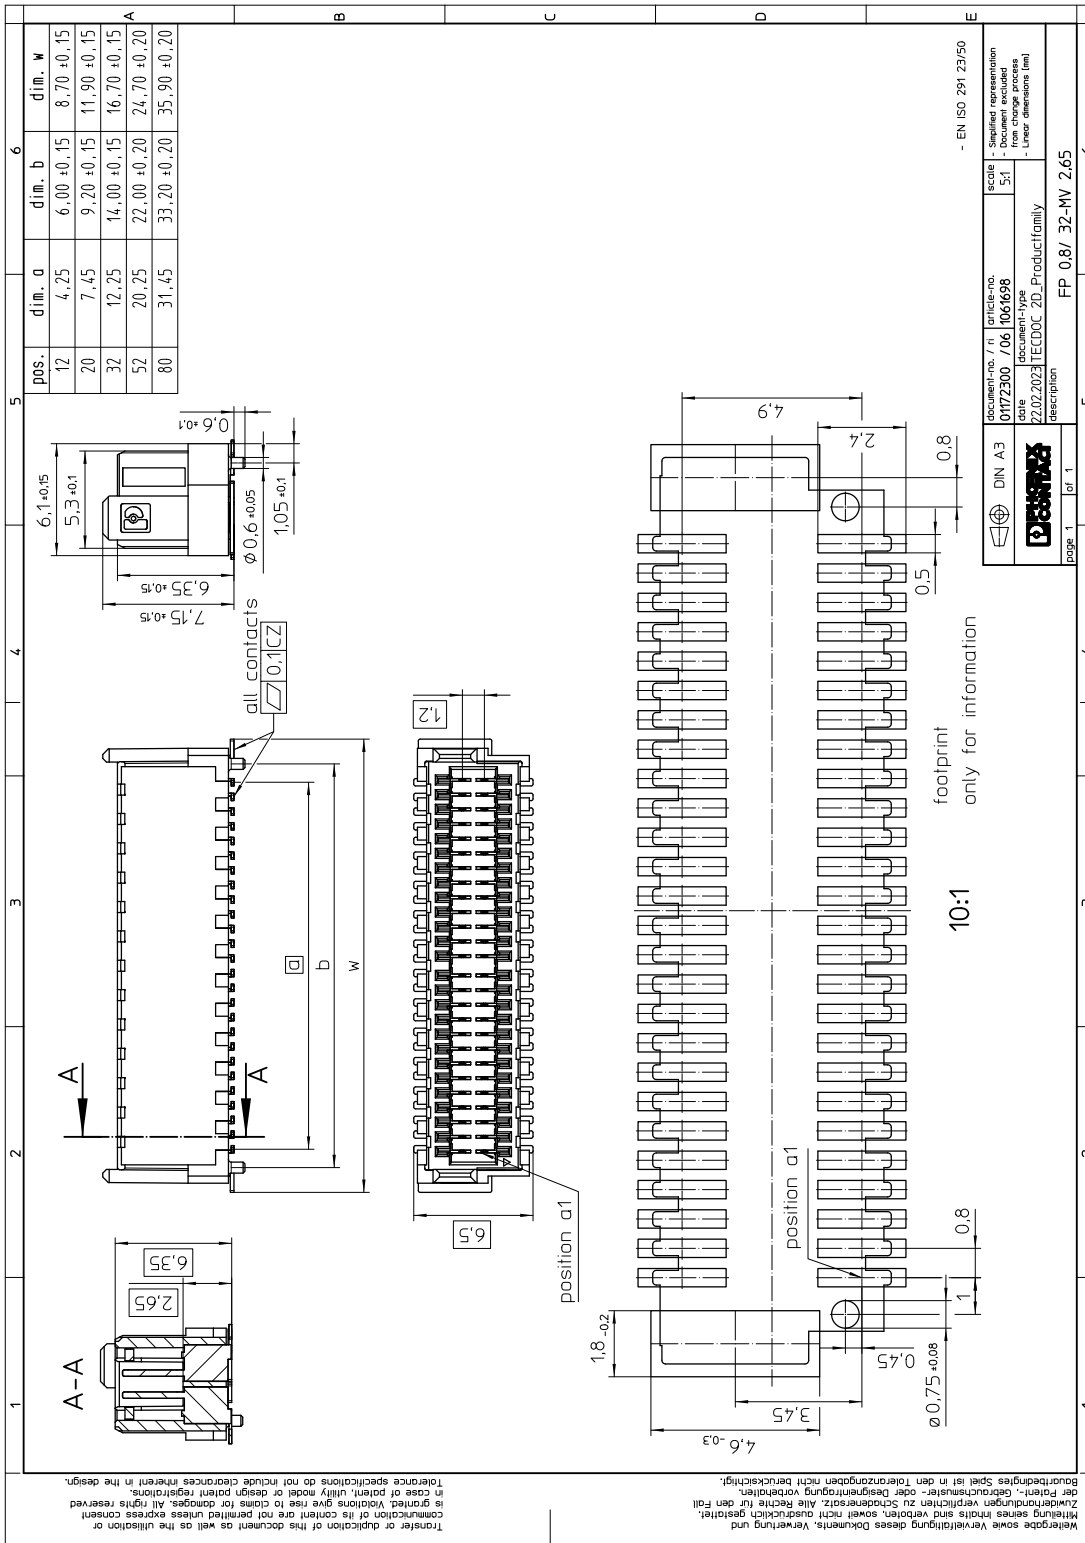 A
B
C
D
E
6
5
4
3
2
1
pos. dim. a dim. b dim. w
12 4,25 6,00 ±0,15 8,70 ±0,15
20 7,45 9,20 ±0,15 11,90 ±0,15
32 12,25 14,00 ±0,15 16,70 ±0,15
52 20,25 22,00 ±0,20 24,70 ±0,20
80 31,45 33,20 ±0,20 35,90 ±0,20
A-A
6,35
2,65
A
A
a
b
w
all contacts
0,1CZ
6,1 ±0,15
5,3 ±0,1
0,6 ±0,1
Ø0,6 ±0,05
1,05 ±0,1
6,35 ±0,15
7,15 ±0,15
6,5
1,2
position a1
1,8 -0,2
4,6 -0,3
3,45
0,45
Ø0,75 ±0,08
1
0,8
position a1
4,9
2,4
0,8
0,5
10:1
footprint
only for information
- EN ISO 291 23/50
DIN A3
PHOENIX
CONTACT
page 1 of 1
document-no. / ri
01172300 / 06
article-no.
1061698
scale
5:1
- Simplified representation
- Document excluded
from change process
- Linear dimensions [mm]
date
22.02.2023
document-type
TECDOC 2D_Productfamily
description
FP 0,8/ 32-MV 2,65
Transfer or duplication of this document as well as the utilisation or
communication of its content are not permitted unless express consent
is granted. Violations give rise to claims for damages. All rights reserved
in case of patent, utility model or design patent registrations.
Tolerance specifications do not include clearances inherent in the design.
Weitergabe sowie Vervielfältigung dieses Dokuments, Verwertung und
Mitteilung seines Inhalts sind verboten, soweit nicht ausdrücklich gestattet.
Zuwiderhandlungen verpflichten zu Schadenersatz. Alle Rechte für den Fall
der Patent-, Gebrauchsmuster- oder Designeintragung vorbehalten.
Bauartbedingtes Spiel ist in den Toleranzangaben nicht berücksichtigt.